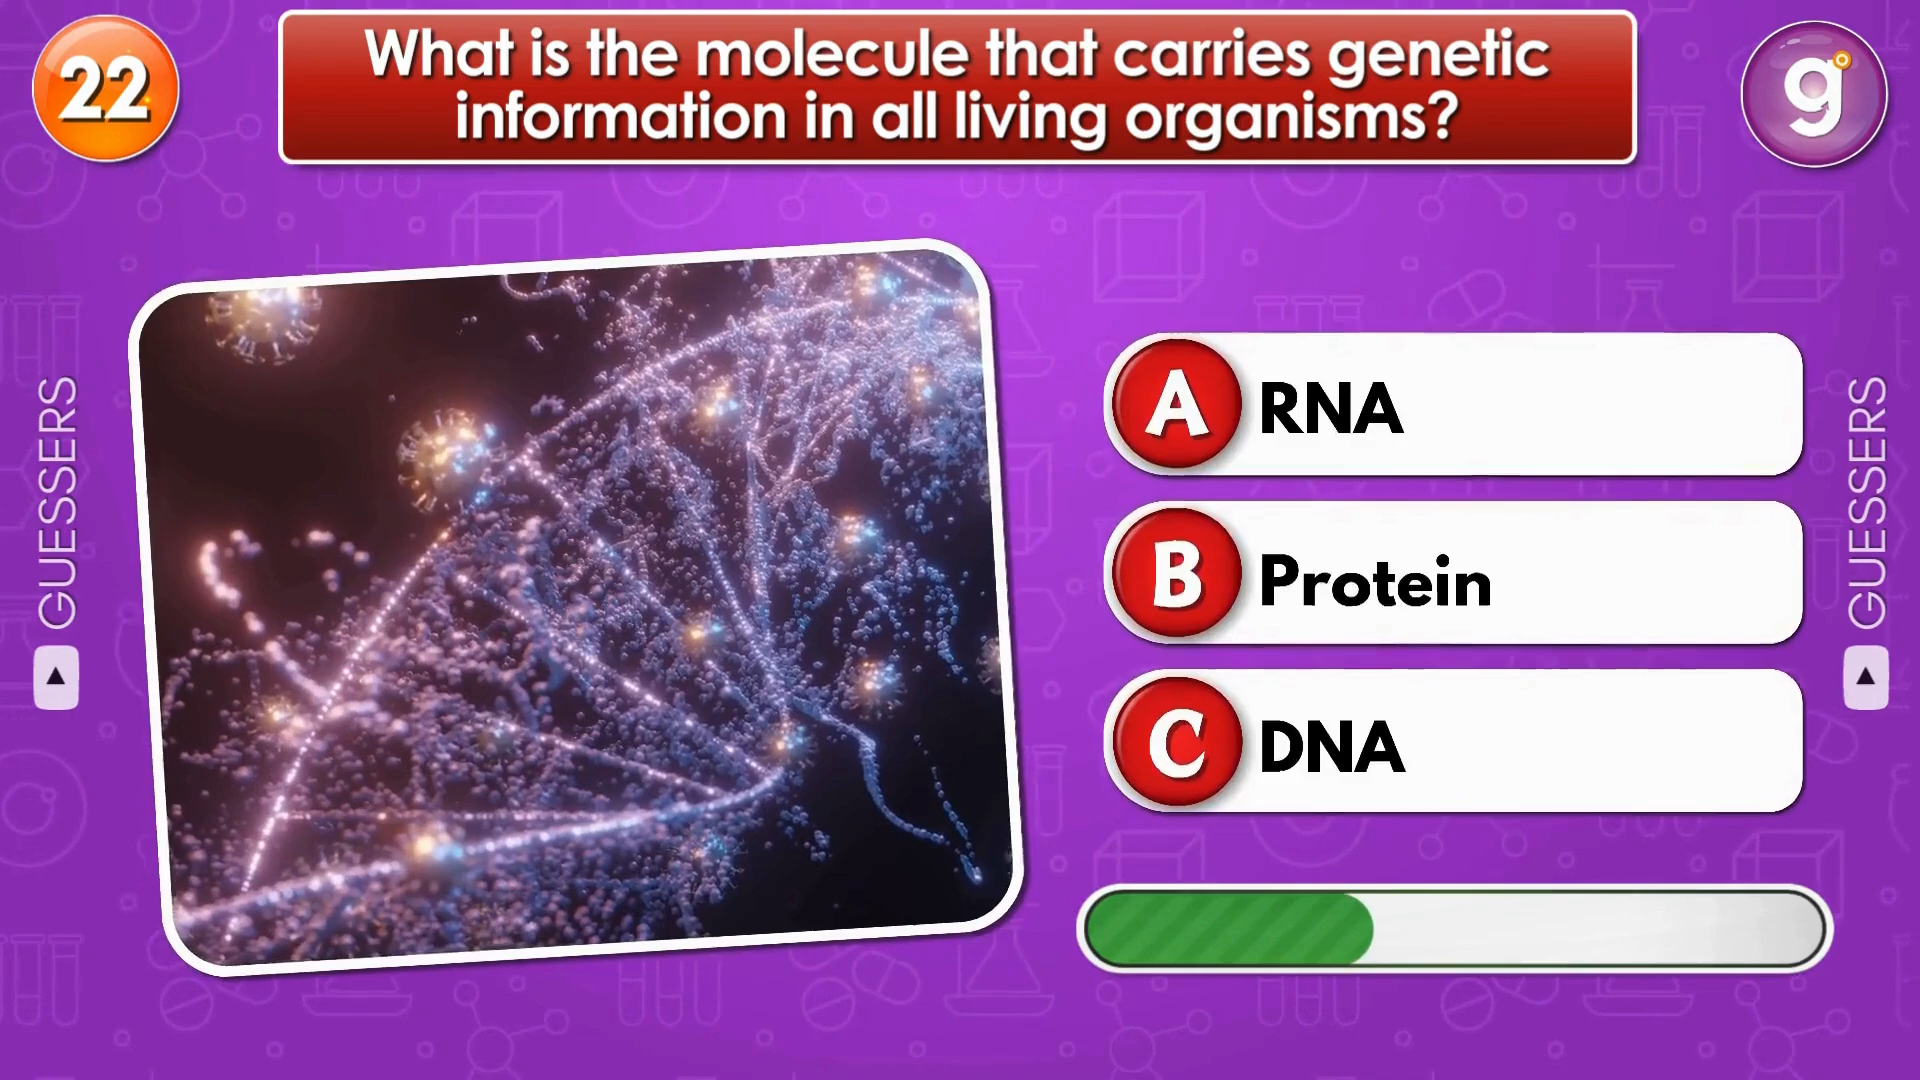 22
What is the molecule that carries genetic
information in all living organisms?
g
GUESSERS
A RNA
B Protein
C DNA
GUESSERS